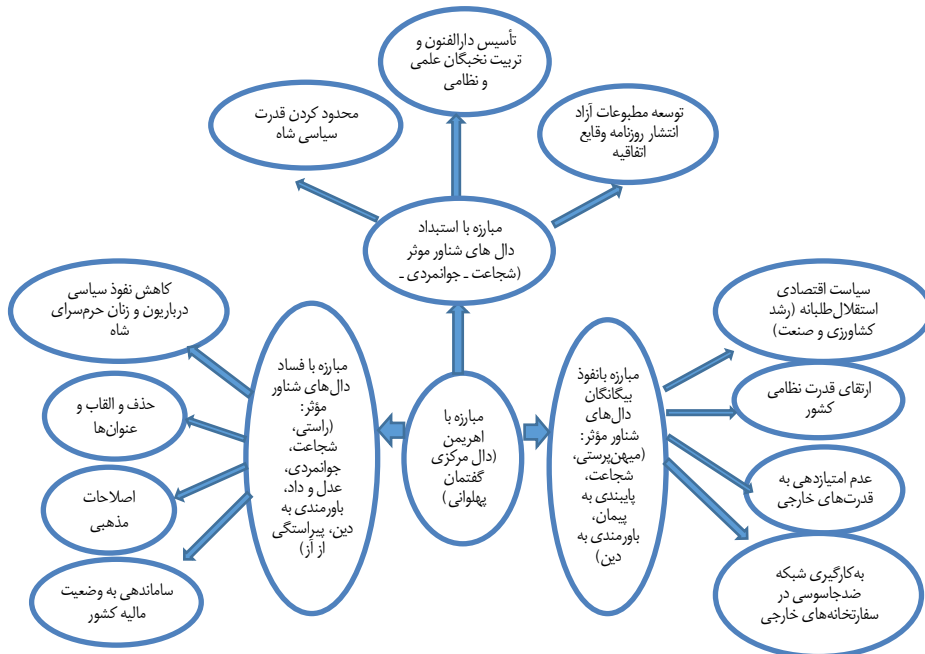 تأسیس دارالفنون و
تربیت نخبگان علمی
و نظامی
توسعه مطبوعات آزاد
انتشار روزنامه وقایع
اتفاقیه
محدود کردن قدرت
سیاسی شاه
مبارزه با استبداد
دال های شناور موثر
(شجاعت ـ جوانمردی ـ
سیاست اقتصادی
استقلال‌طلبانه (رشد
کشاورزی و صنعت)
ارتقای قدرت نظامی
کشور
عدم امتیازدهی به
قدرت‌های خارجی
به‌کارگیری شبکه
ضدجاسوسی در
سفارتخانه‌های خارجی
مبارزه بانفوذ
بیگانگان
دال‌های
شناور مؤثر:
(میهن‌پرستی،
شجاعت،
پایبندی به
پیمان،
باورمندی به
دین)
مبارزه با
اهریمن
(دال مرکزی
گفتمان
پهلوانی)
مبارزه با فساد
دال‌های شناور
مؤثر:
(راستی،
شجاعت،
جوانمردی،
عدل و داد،
باورمندی به
دین، پیراستگی
از آز)
کاهش نفوذ سیاسی
درباریون و زنان حرم‌سرای
شاه
حذف و القاب و
عنوان‌ها
اصلاحات
مذهبی
ساماندهی به وضعیت
مالیه کشور